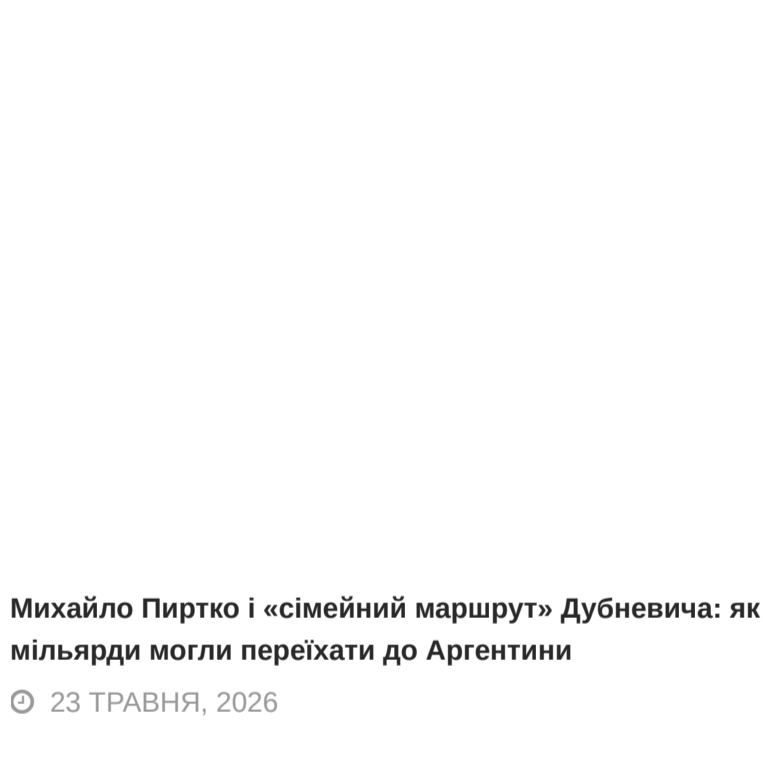 Михайло Пиртко і «сімейний маршрут» Дубневича: як
мільярди могли переїхати до Аргентини
23 ТРАВНЯ, 2026